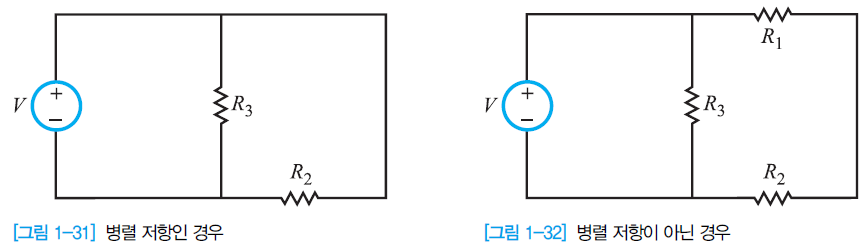 R₁
V
+
−
R₃
R₂
V
+
−
R₃
R₂
[그림 1-31] 병렬 저항인 경우
[그림 1-32] 병렬 저항이 아닌 경우